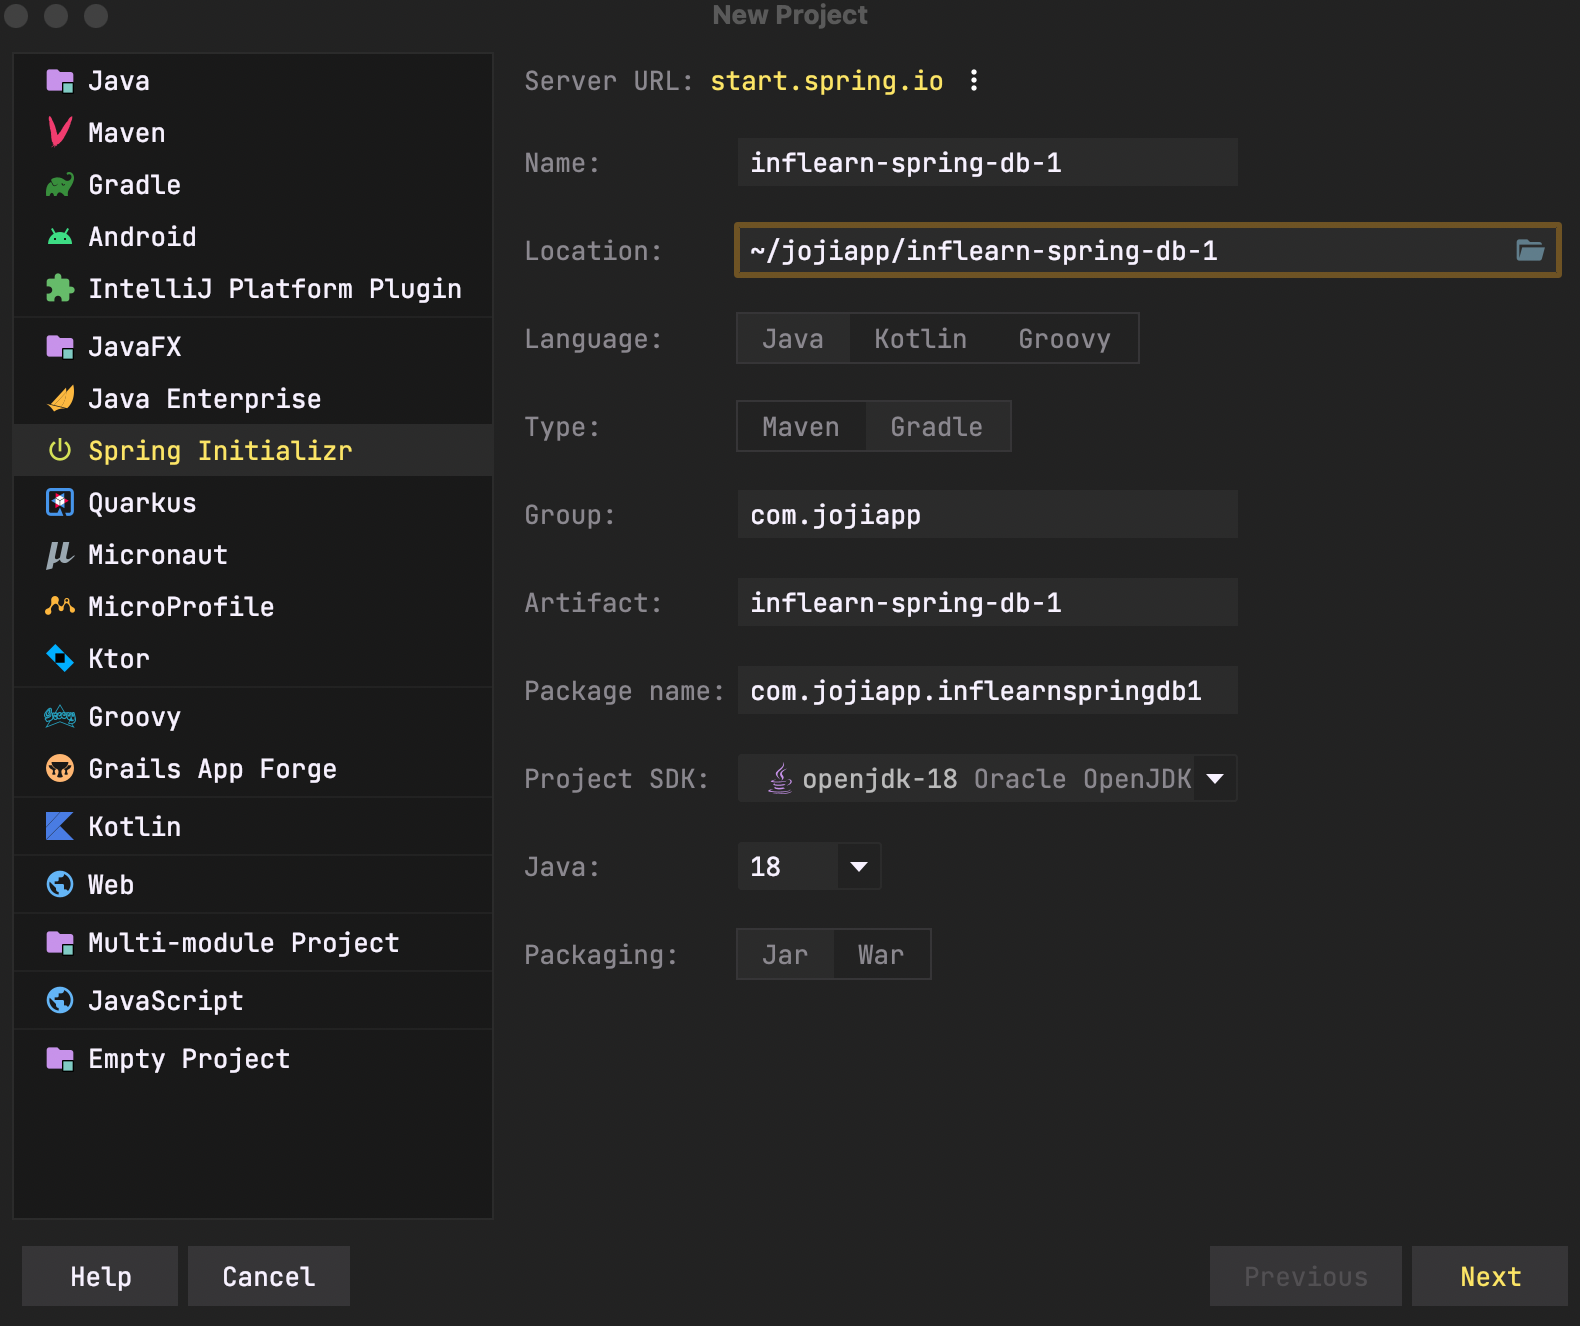 New Project
Java
Maven
Gradle
Android
IntelliJ Platform Plugin
JavaFX
Java Enterprise
Spring Initializr
Quarkus
Micronaut
MicroProfile
Ktor
Groovy
Grails App Forge
Kotlin
Web
Multi-module Project
JavaScript
Empty Project
Server URL: start.spring.io
Name: inflearn-spring-db-1
Location: ~/jojiapp/inflearn-spring-db-1
Language: Java Kotlin Groovy
Type: Maven Gradle
Group: com.jojiapp
Artifact: inflearn-spring-db-1
Package name: com.jojiapp.inflearnspringdb1
Project SDK: openjdk-18 Oracle OpenJDK
Java: 18
Packaging: Jar War
Help Cancel Previous Next